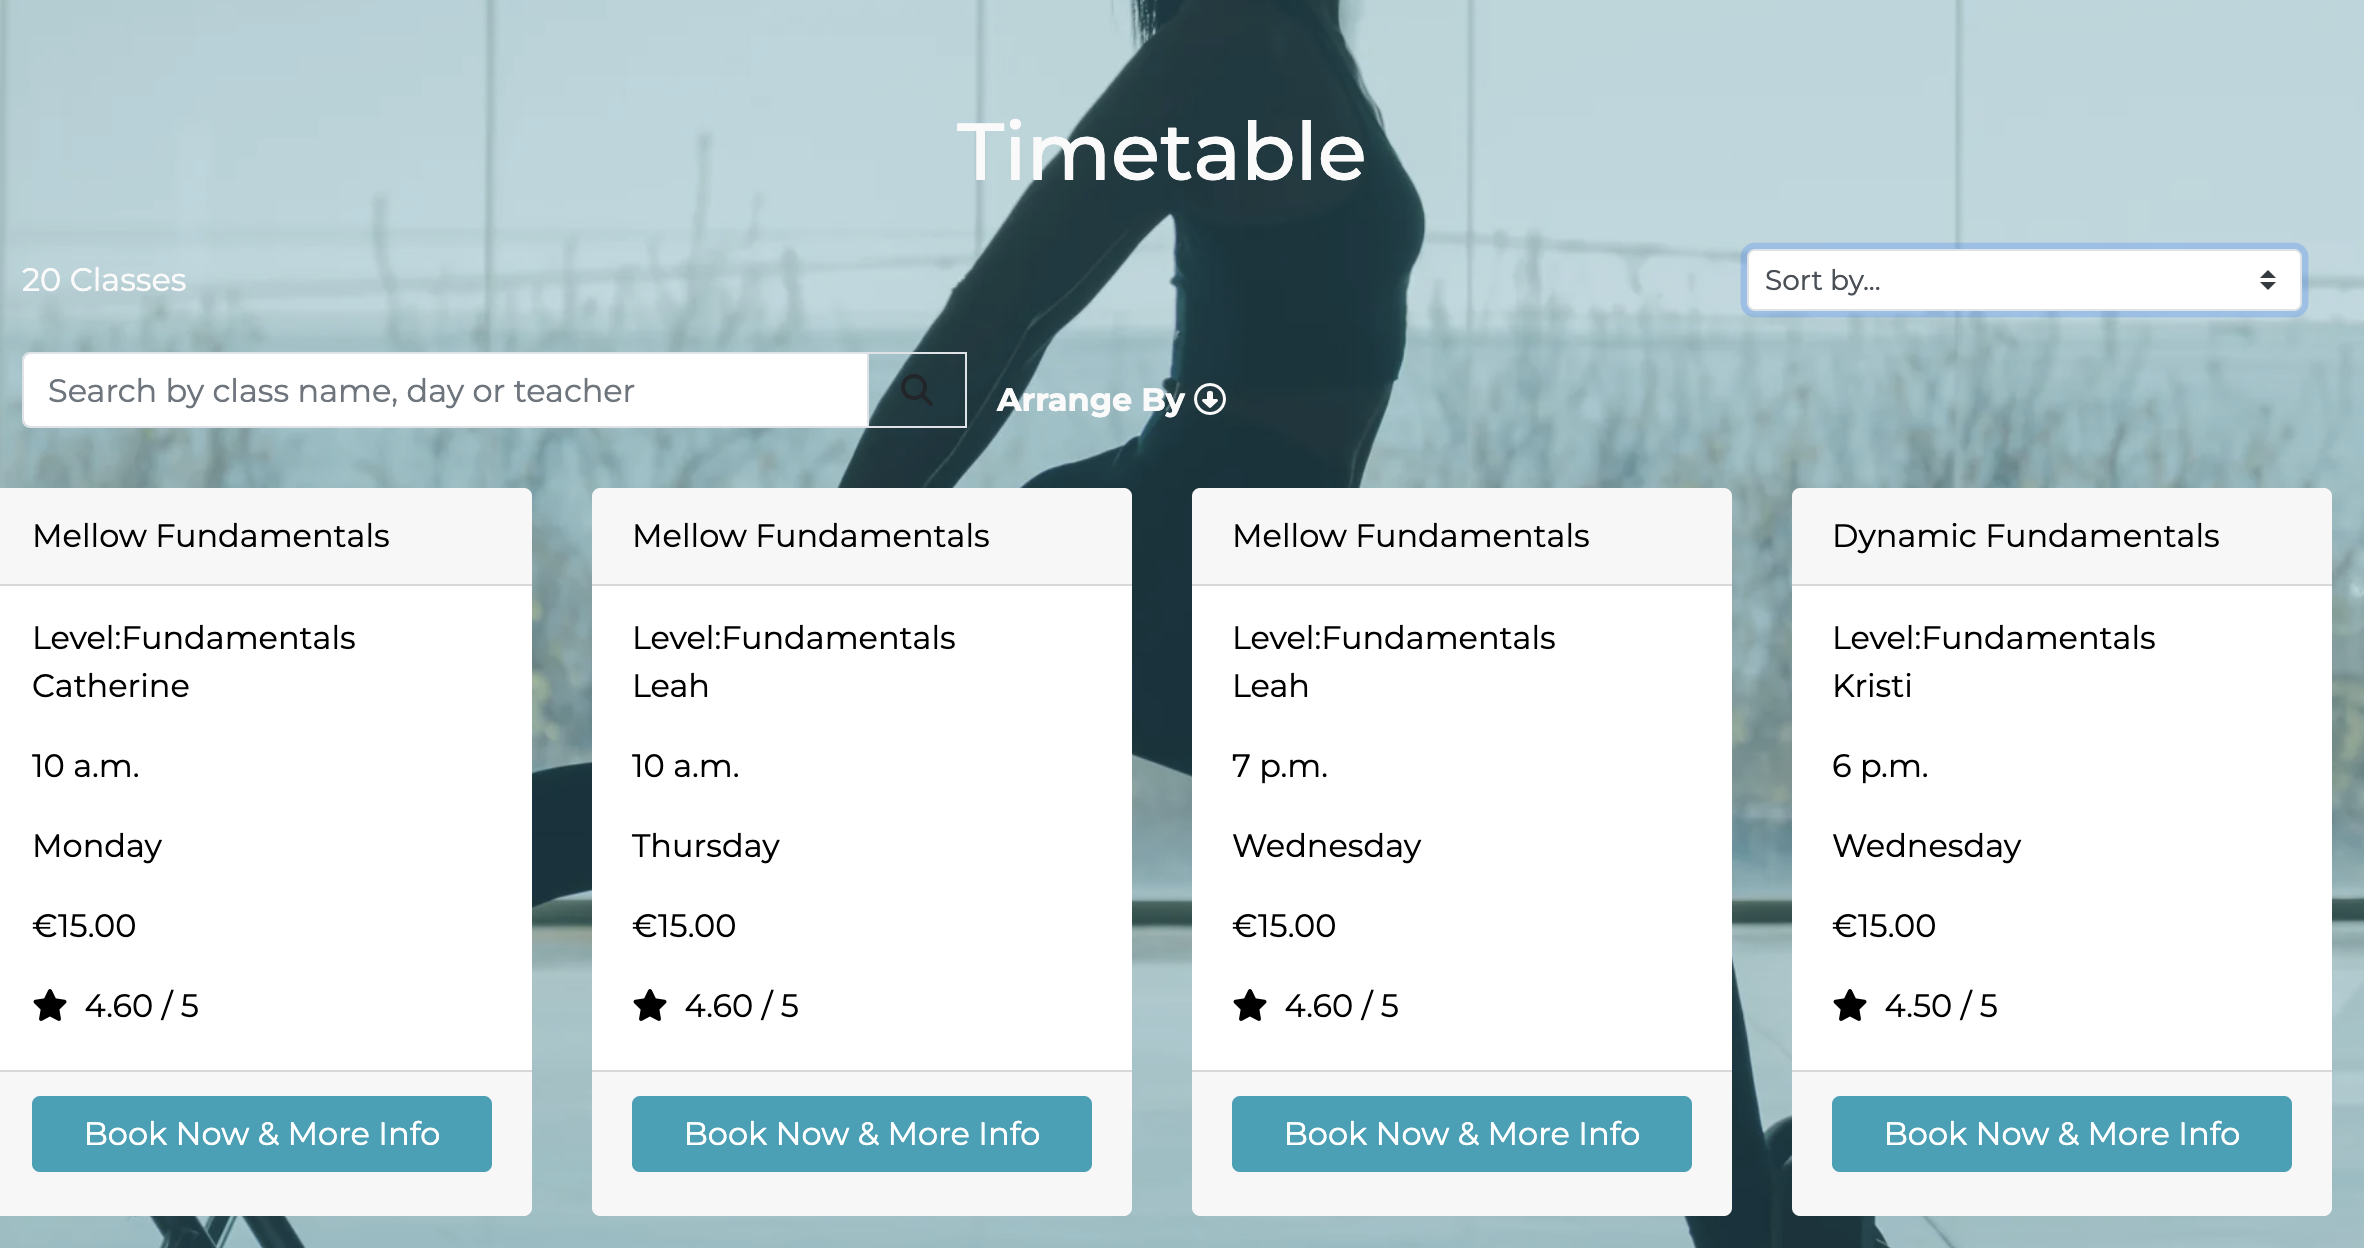 Timetable
20 Classes
Sort by...
Search by class name, day or teacher
Arrange By
Mellow Fundamentals
Level:Fundamentals
Catherine
10 a.m.
Monday
€15.00
4.60 / 5
Book Now & More Info
Mellow Fundamentals
Level:Fundamentals
Leah
10 a.m.
Thursday
€15.00
4.60 / 5
Book Now & More Info
Mellow Fundamentals
Level:Fundamentals
Leah
7 p.m.
Wednesday
€15.00
4.60 / 5
Book Now & More Info
Dynamic Fundamentals
Level:Fundamentals
Kristi
6 p.m.
Wednesday
€15.00
4.50 / 5
Book Now & More Info